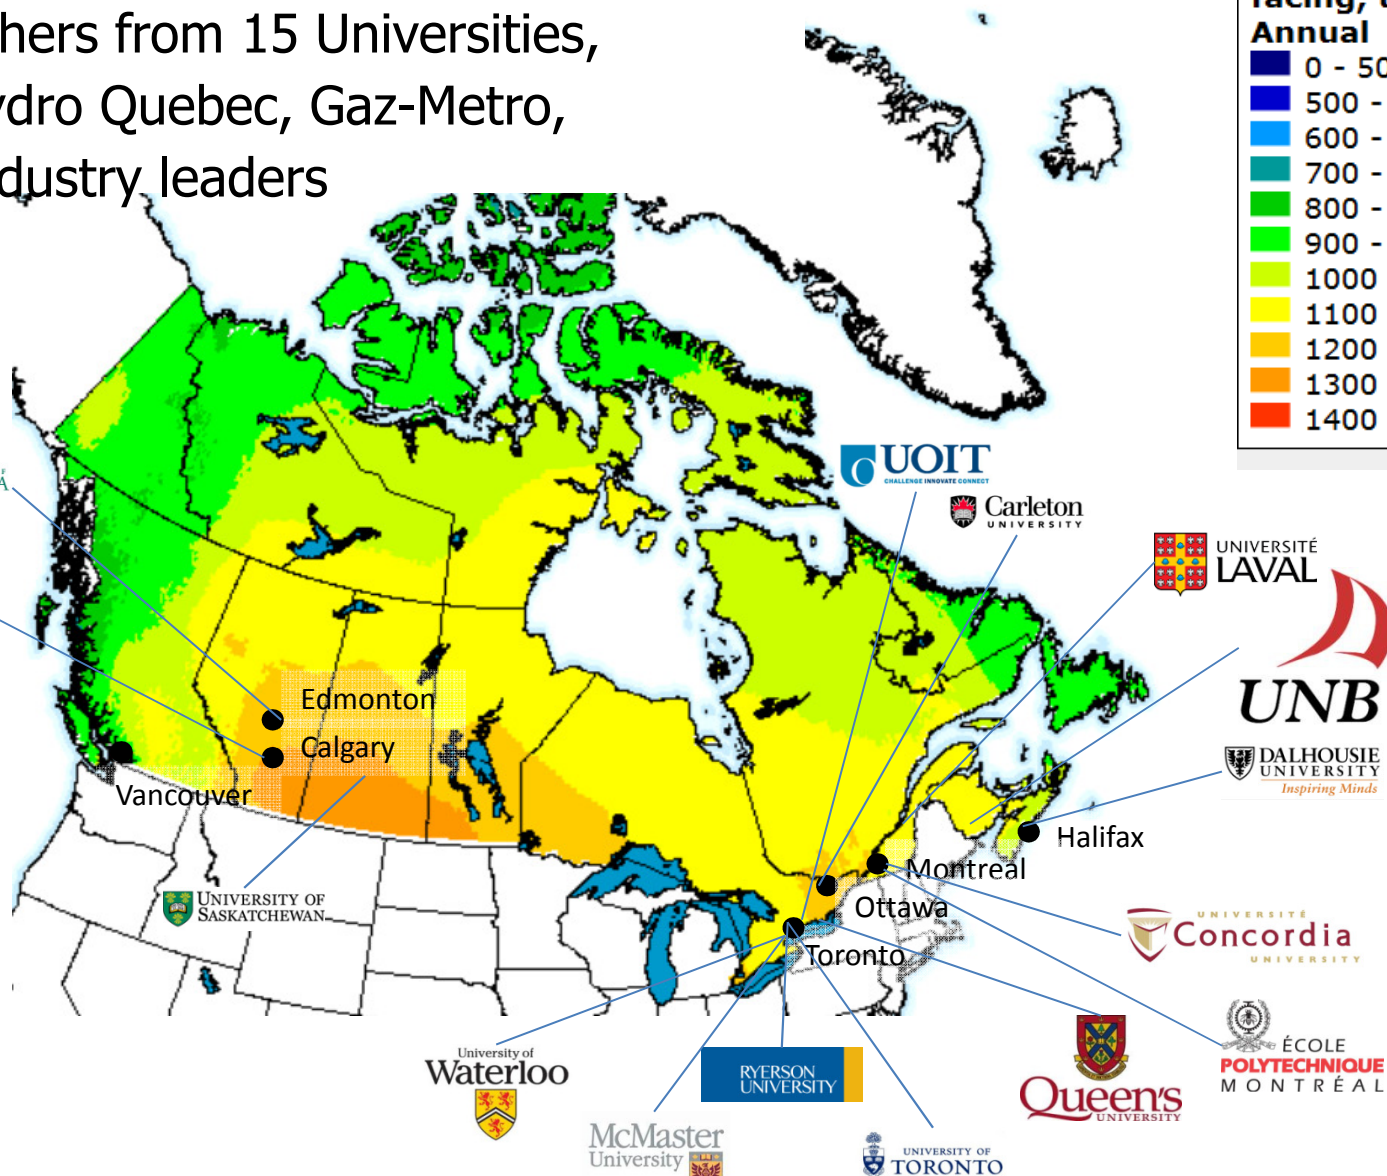 hers from 15 Universities,
ydro Quebec, Gaz-Metro,
dustry leaders
Annual
0 - 50
500 -
600 -
700 -
800 -
900 -
1000
1100
1200
1300
1400
UOIT
CHALLENGE INNOVATE CONNECT
Carleton
UNIVERSITY
UNIVERSITÉ
LAVAL
UNB
DALHOUSIE
UNIVERSITY
Inspiring Minds
Edmonton
Calgary
Vancouver
Halifax
Montreal
Ottawa
Toronto
UNIVERSITY OF
SASKATCHEWAN
UNIVERSITÉ
Concordia
UNIVERSITY
University of
Waterloo
RYERSON
UNIVERSITY
McMaster
University
UNIVERSITY OF
TORONTO
Queen's
UNIVERSITY
ÉCOLE
POLYTECHNIQUE
MONTRÉAL